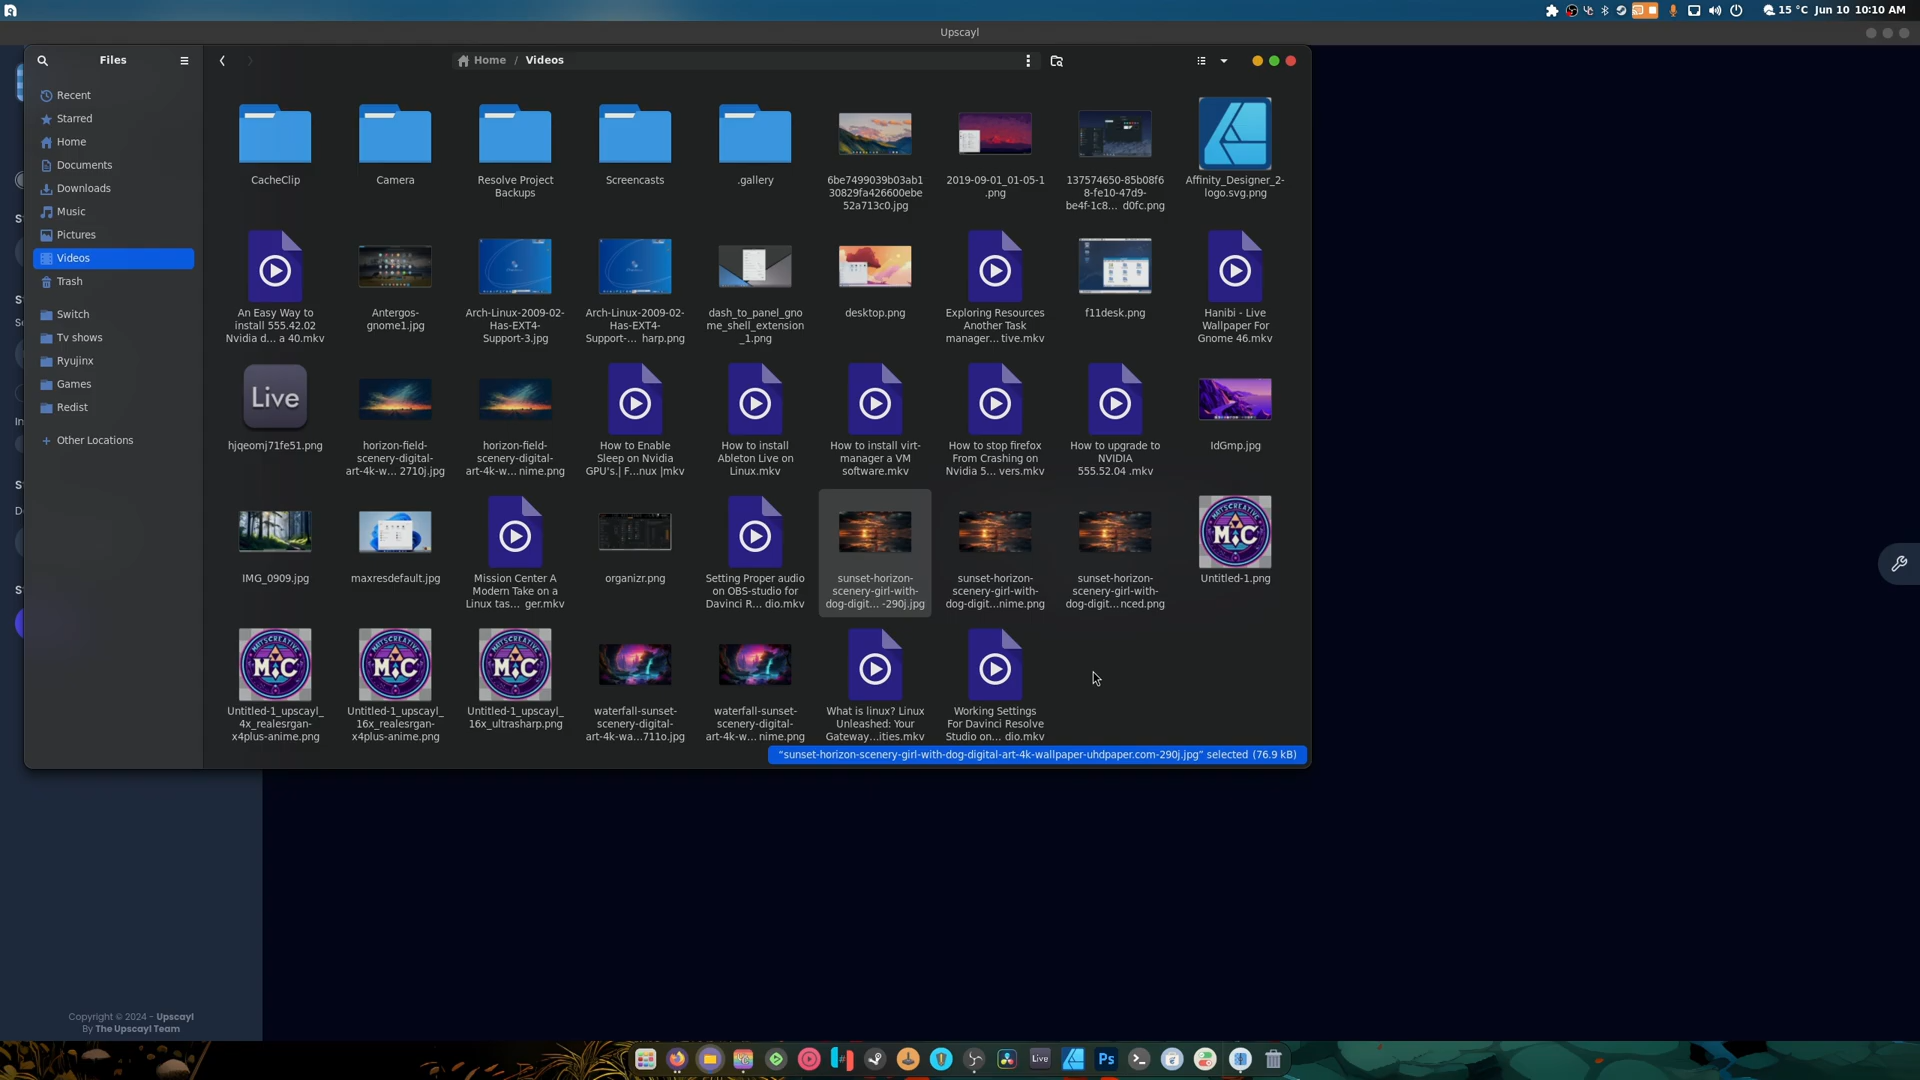 15 °C Jun 10 10:10 AM
Upscayl
Files
Home / Videos
Recent
Starred
Home
Documents
Downloads
Music
Pictures
Videos
Trash
Switch
Tv shows
Ryujinx
Games
Redist
+ Other Locations
CacheClip
Camera
Resolve Project
Backups
Screencasts
.gallery
6be7499039b03ab1
30829fa426600ebe
52a713c0.jpg
2019-09-01_01-05-1
.png
137574650-85b08f6
8-fe10-47d9-
be4f-1c8... d0fc.png
Affinity_Designer_2-
logo.svg.png
An Easy Way to
install 555.42.02
Nvidia d... a 40.mkv
Antergos-
gnome1.jpg
Arch-Linux-2009-02-
Has-EXT4-
Support-3.jpg
Arch-Linux-2009-02-
Has-EXT4-
Support-... harp.png
dash_to_panel_gno
me_shell_extension
_1.png
desktop.png
Exploring Resources
Another Task
manager... tive.mkv
f11desk.png
Hanibi - Live
Wallpaper For
Gnome 46.mkv
Live
hjqeomj71fe51.png
horizon-field-
scenery-digital-
art-4k-w... 2710j.jpg
horizon-field-
scenery-digital-
art-4k-w... nime.png
How to Enable
Sleep on Nvidia
GPU's.| F...nux |mkv
How to install
Ableton Live on
Linux.mkv
How to install virt-
manager a VM
software.mkv
How to stop firefox
From Crashing on
Nvidia 5... vers.mkv
How to upgrade to
NVIDIA
555.52.04 .mkv
IdGmp.jpg
IMG_0909.jpg
maxresdefault.jpg
Mission Center A
Modern Take on a
Linux tas... ger.mkv
organizr.png
Setting Proper audio
on OBS-studio for
Davinci R... dio.mkv
sunset-horizon-
scenery-girl-with-
dog-digit... -290j.jpg
sunset-horizon-
scenery-girl-with-
dog-digit...nime.png
sunset-horizon-
scenery-girl-with-
dog-digit...nced.png
MATTSCREATIVE
MC
Untitled-1.png
MATTSCREATIVE
MC
Untitled-1_upscayl_
4x_realesrgan-
x4plus-anime.png
MATTSCREATIVE
MC
Untitled-1_upscayl_
16x_realesrgan-
x4plus-anime.png
MATTSCREATIVE
MC
Untitled-1_upscayl_
16x_ultrasharp.png
waterfall-sunset-
scenery-digital-
art-4k-wa...711o.jpg
waterfall-sunset-
scenery-digital-
art-4k-w... nime.png
What is linux? Linux
Unleashed: Your
Gateway...ities.mkv
Working Settings
For Davinci Resolve
Studio on... dio.mkv
“sunset-horizon-scenery-girl-with-dog-digital-art-4k-wallpaper-uhdpaper.com-290j.jpg” selected (76.9 kB)
Copyright © 2024 - Upscayl
By The Upscayl Team
Live
Ps